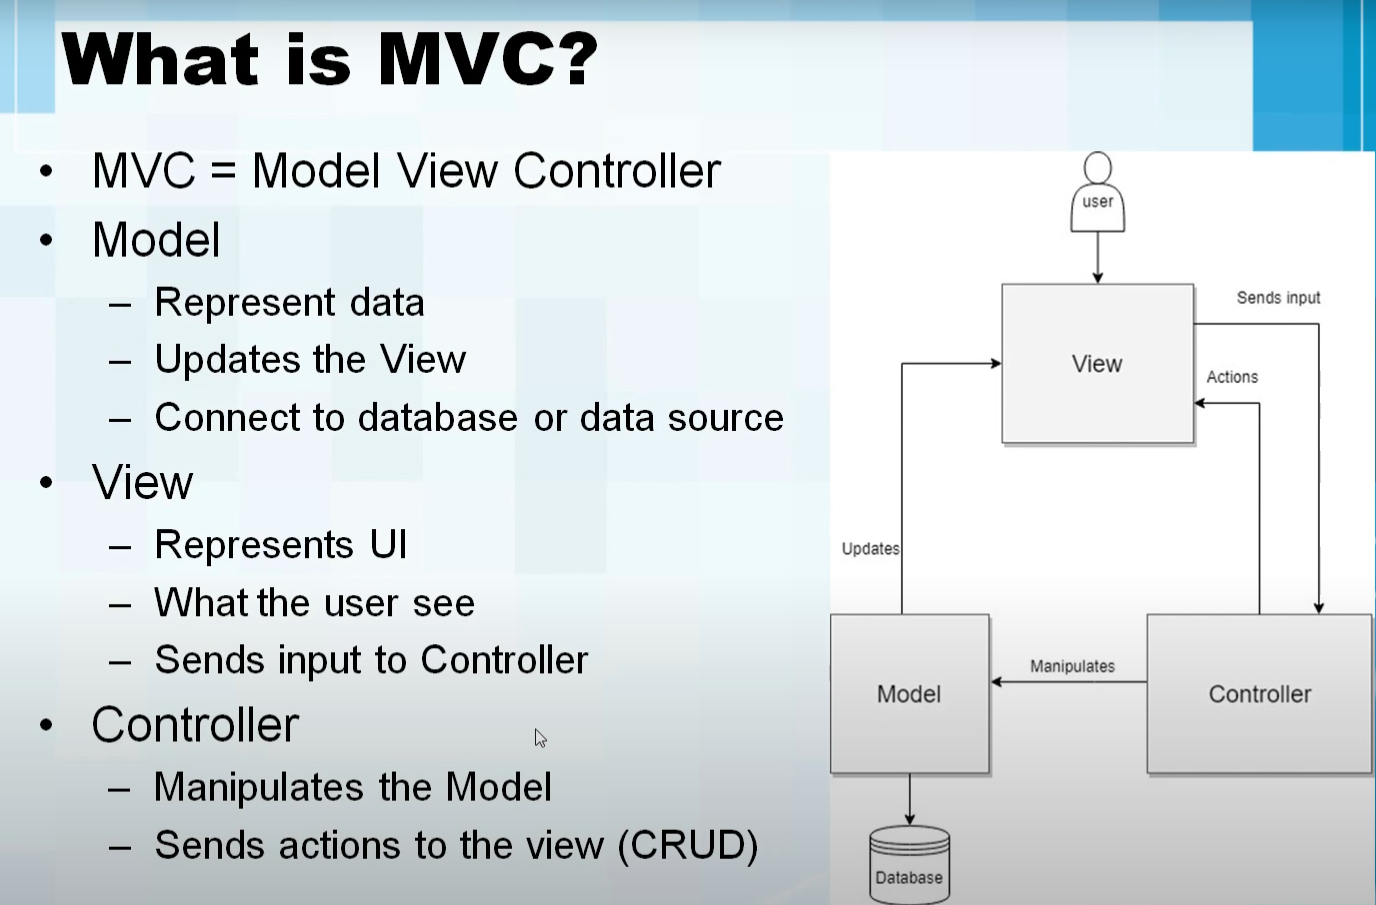 What is MVC?
• MVC = Model View Controller
• Model
– Represent data
– Updates the View
– Connect to database or data source
• View
– Represents UI
– What the user see
– Sends input to Controller
• Controller
– Manipulates the Model
– Sends actions to the view (CRUD)
user
Sends input
View
Actions
Updates
Manipulates
Model
Controller
Database